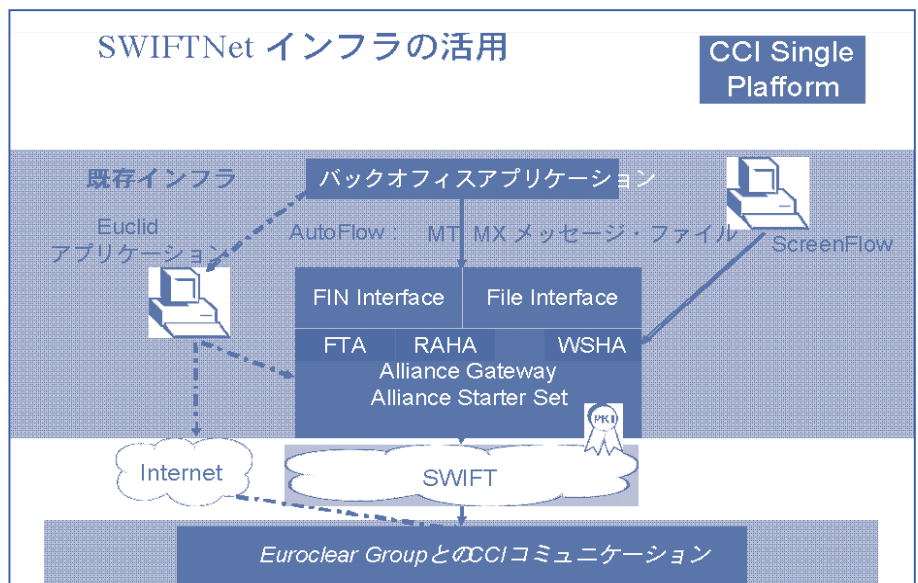 SWIFTNet インフラの活用
CCI Single
Plafform
既存インフラ
バックオフィスアプリケーション
Euclid
アプリケーション
AutoFlow : MT MX メッセージ・ファイル
ScreenFlow
FIN Interface
File Interface
FTA
RAHA
WSHA
Alliance Gateway
Alliance Starter Set
PKI
Internet
SWIFT
Euroclear GroupとのCCIコミュニケーション